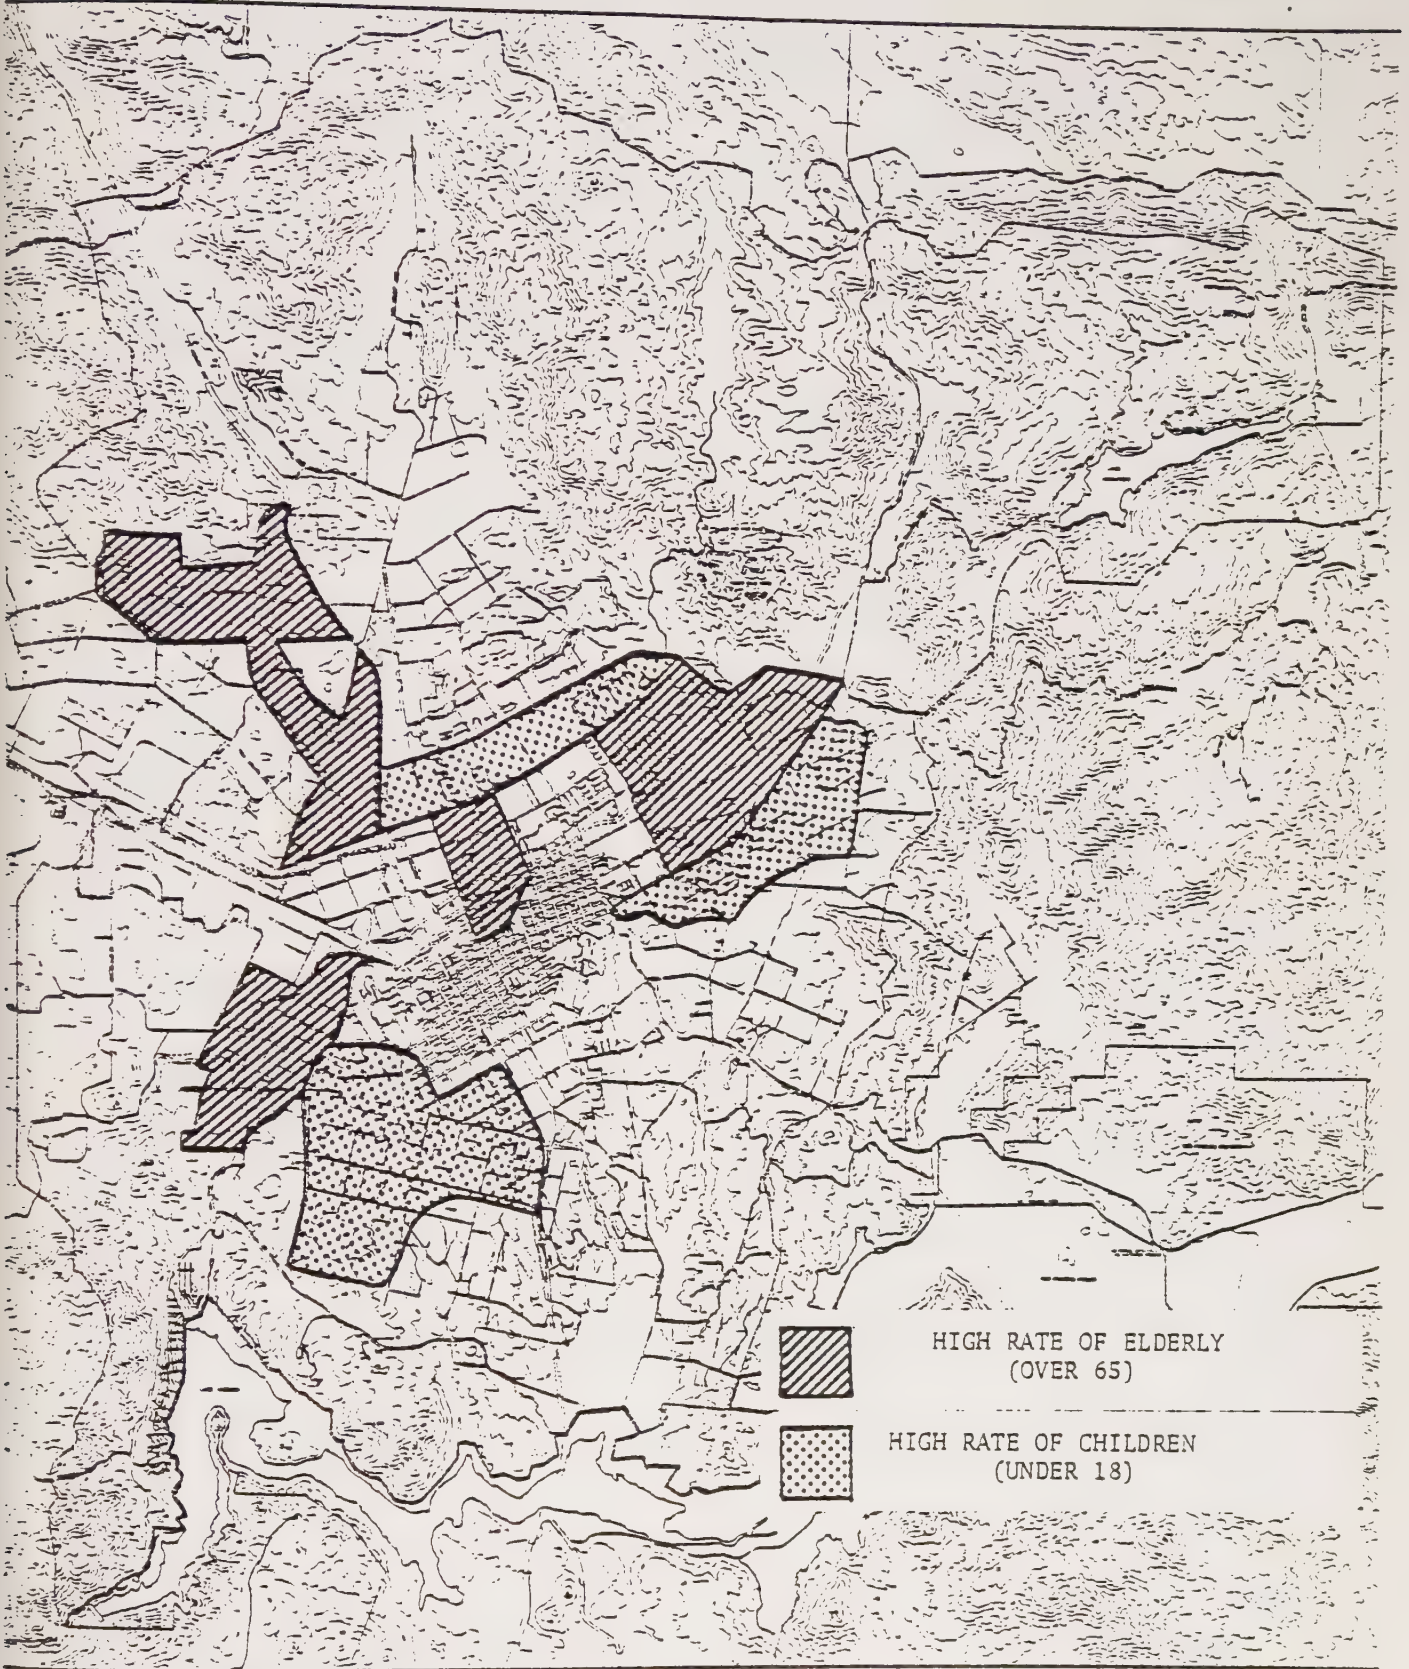 HIGH RATE OF ELDERLY
(OVER 65)
HIGH RATE OF CHILDREN
(UNDER 18)